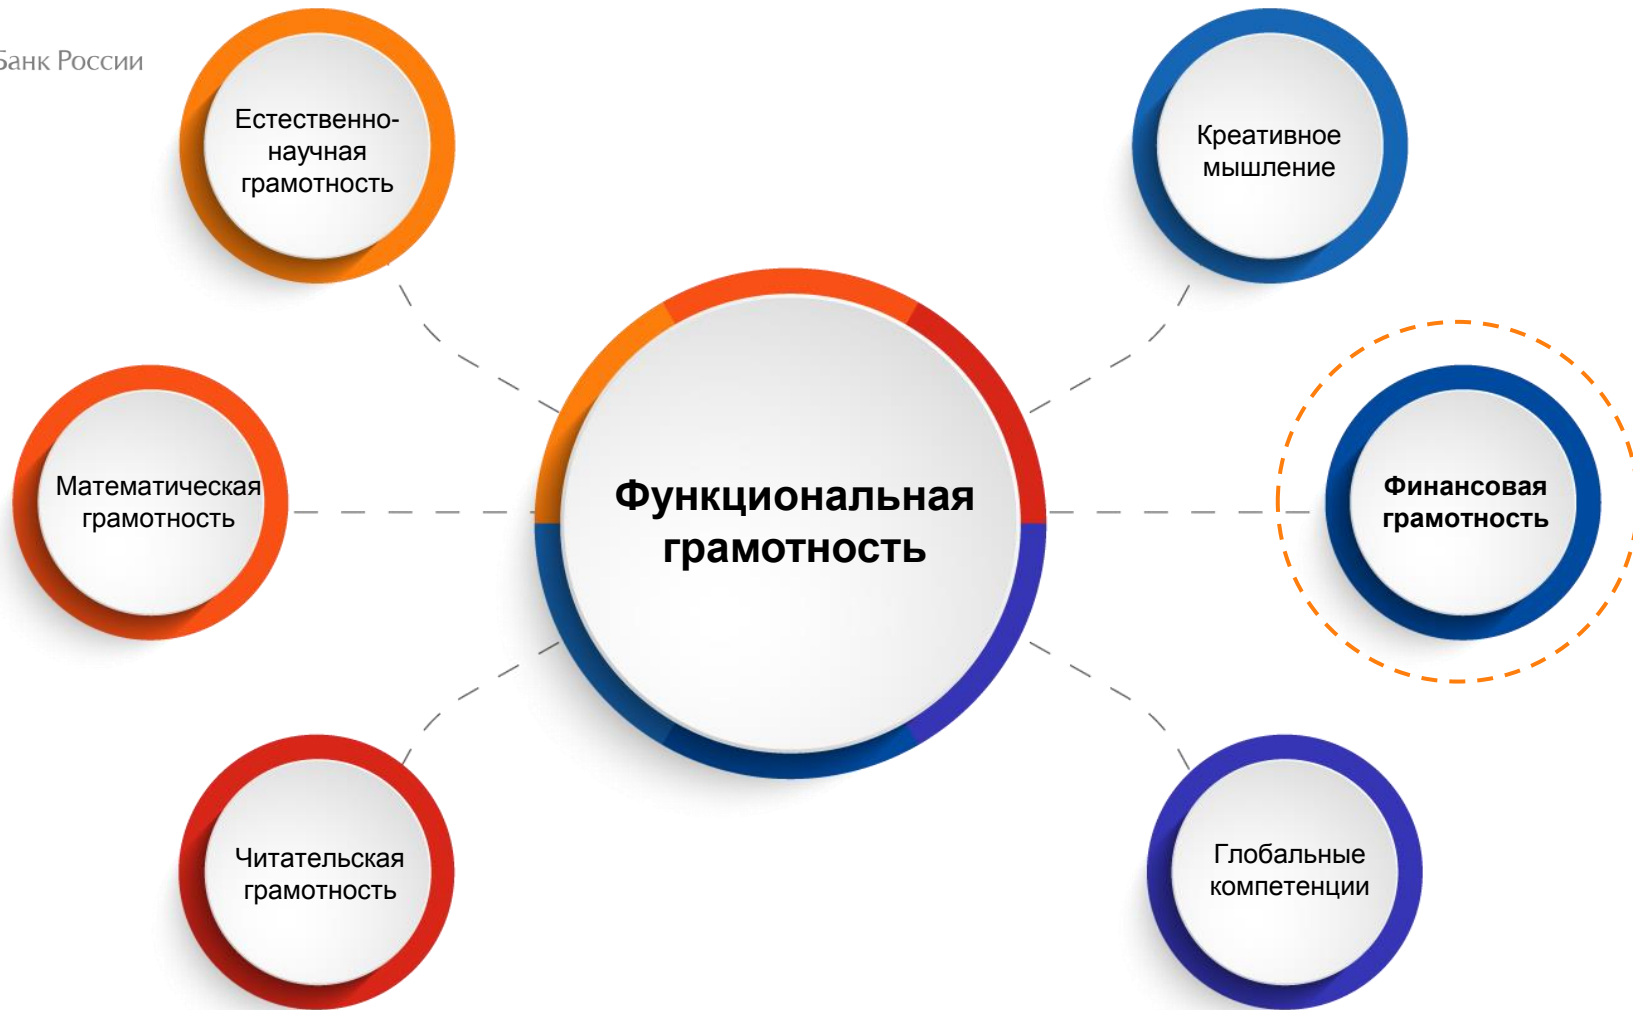 Банк России
Естественно-
научная
грамотность
Креативное
мышление
Математическая
грамотность
Функциональная
грамотность
Финансовая
грамотность
Читательская
грамотность
Глобальные
компетенции